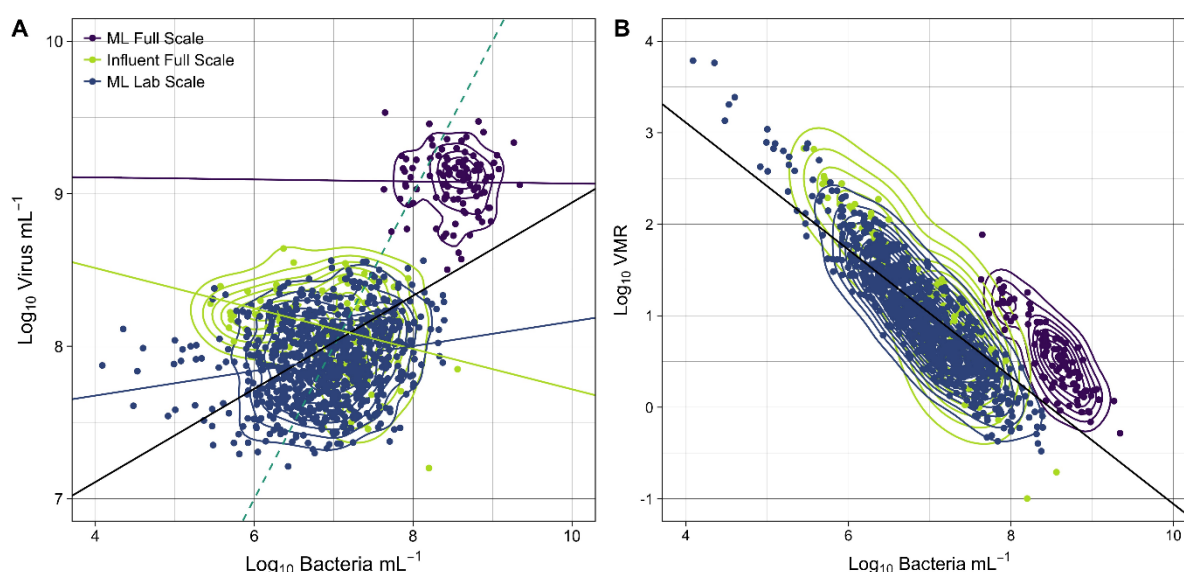 A
ML Full Scale
Influent Full Scale
ML Lab Scale
10
9
8
7
Log₁₀ Virus mL⁻¹
4 6 8 10
Log₁₀ Bacteria mL⁻¹
B
4
3
2
1
0
-1
Log₁₀ VMR
4 6 8 10
Log₁₀ Bacteria mL⁻¹